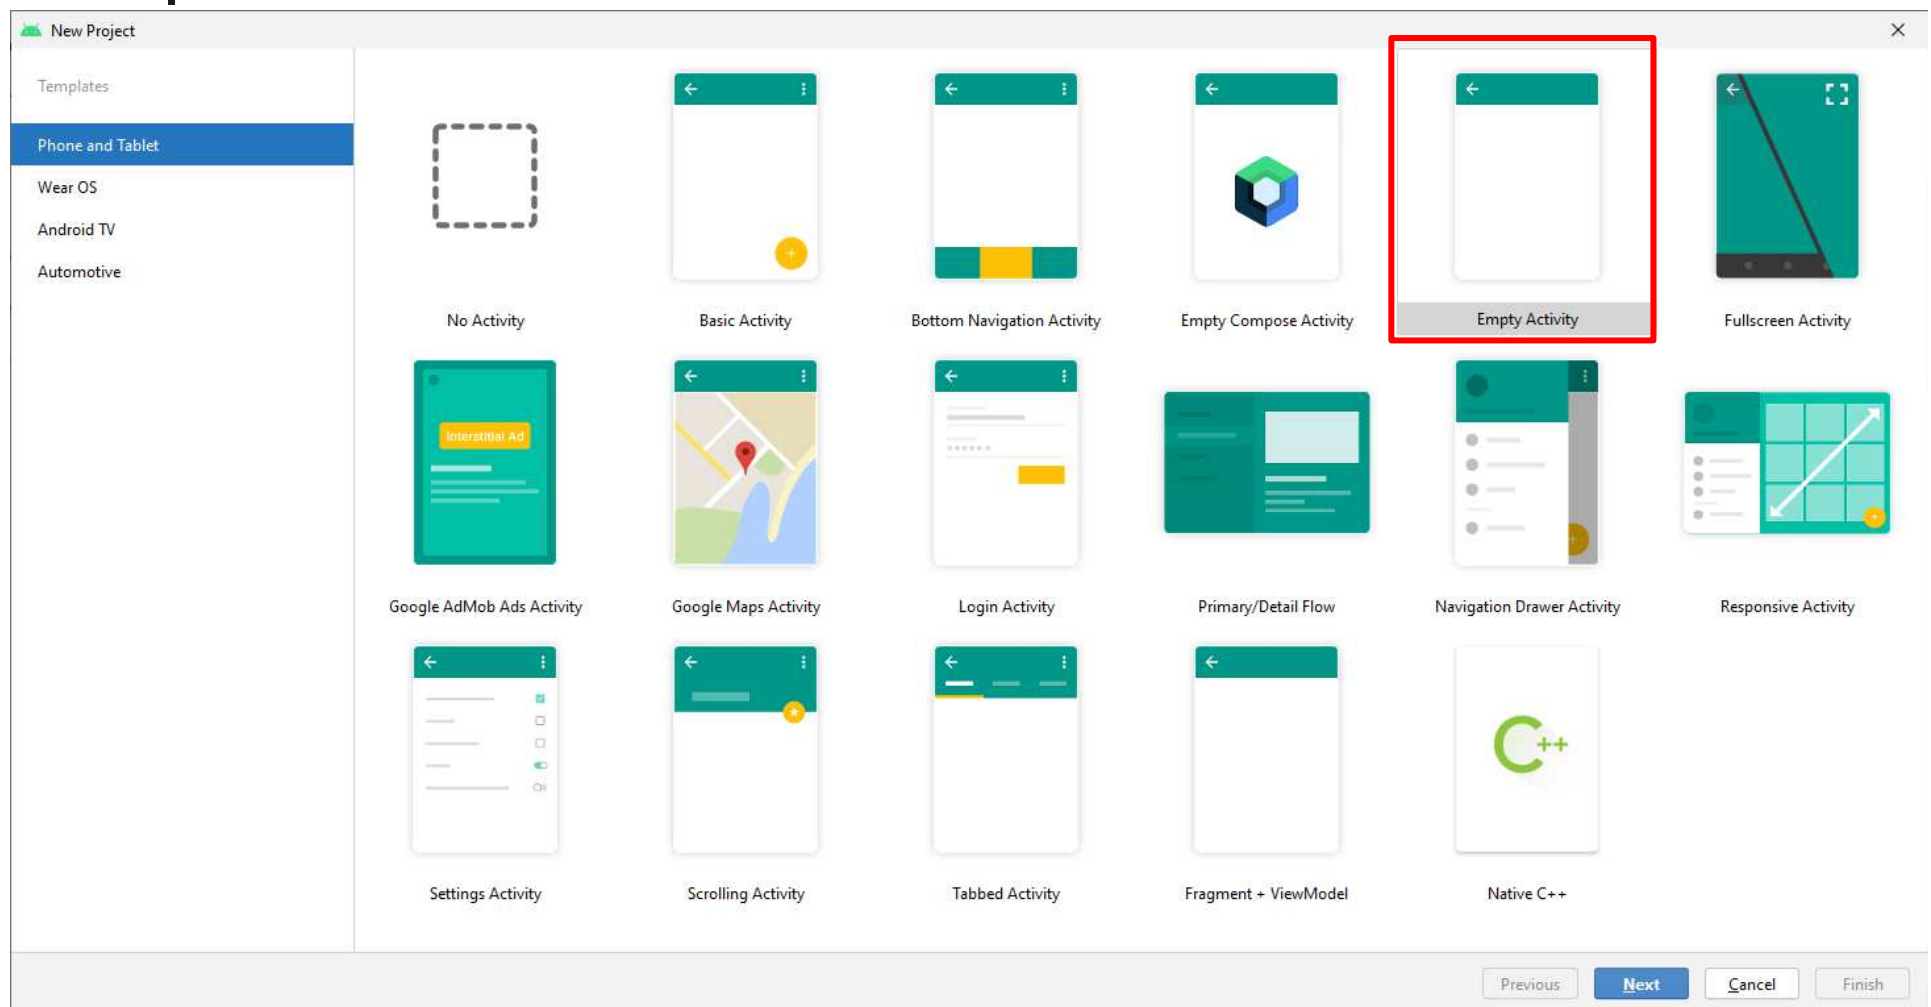 New Project
Templates
Phone and Tablet
Wear OS
Android TV
Automotive
No Activity
Basic Activity
Bottom Navigation Activity
Empty Compose Activity
Empty Activity
Fullscreen Activity
Interstitial Ad
Google AdMob Ads Activity
Google Maps Activity
Login Activity
Primary/Detail Flow
Navigation Drawer Activity
Responsive Activity
C++
Settings Activity
Scrolling Activity
Tabbed Activity
Fragment + ViewModel
Native C++
Previous
Next
Cancel
Finish